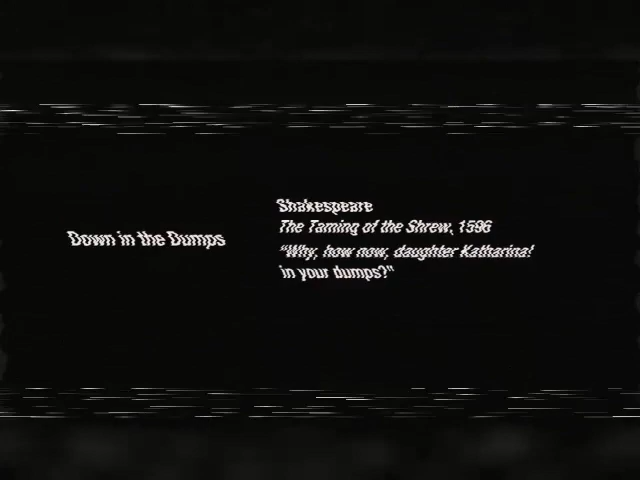 Down in the Dumps
Shakespeare
The Taming of the Shrew, 1596
"Why, how now, daughter Katharina!
in your dumps?"